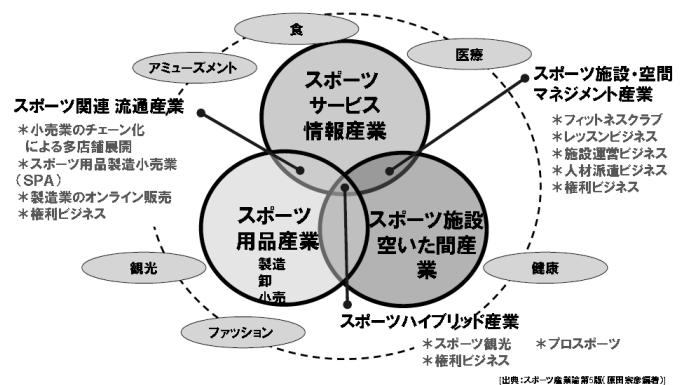 食
医療
アミューズメント
スポーツ
サービス
情報産業
スポーツ施設・空間
マネジメント産業
＊フィットネスクラブ
＊レッスンビジネス
＊施設運営ビジネス
＊人材派遣ビジネス
＊権利ビジネス
スポーツ関連 流通産業
＊小売業のチェーン化
による多店舗展開
＊スポーツ用品製造小売業
（SPA）
＊製造業のオンライン販売
＊権利ビジネス
スポーツ
用品産業
製造
卸
小売
スポーツ施設
空いた間産
業
観光
健康
ファッション
スポーツハイブリッド産業
＊スポーツ観光 ＊プロスポーツ
＊権利ビジネス
[出典：スポーツ産業論第5版（原田宗彦編著）]